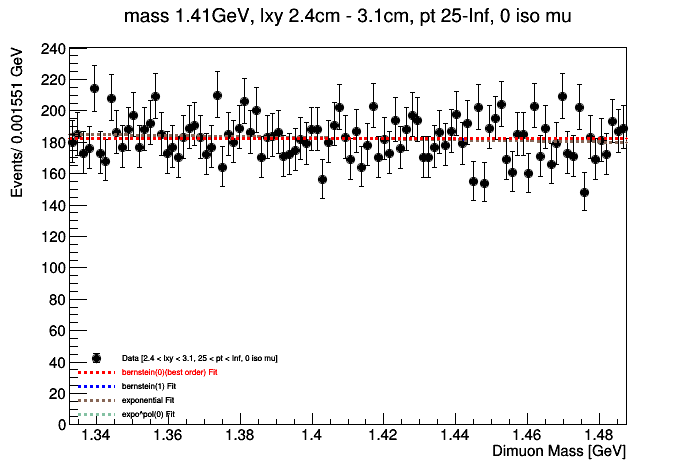 mass 1.41GeV, lxy 2.4cm - 3.1cm, pt 25-Inf, 0 iso mu
Events/ 0.001551 GeV
240
220
200
180
160
140
120
100
80
60
40
20
0
Data [2.4 < lxy < 3.1, 25 < pt < Inf, 0 iso mu]
bernstein(0)(best order) Fit
bernstein(1) Fit
exponential Fit
expo*pol(0) Fit
1.34 1.36 1.38 1.4 1.42 1.44 1.46 1.48
Dimuon Mass [GeV]